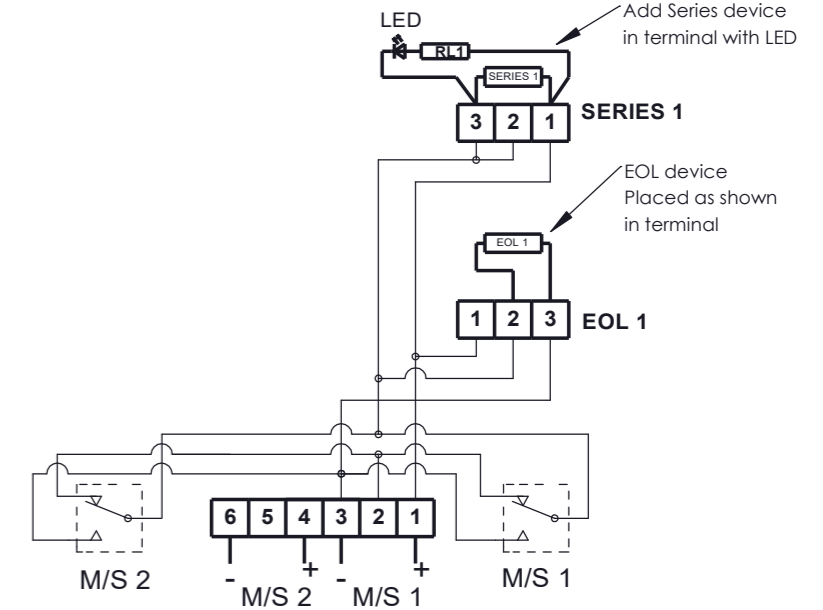 LED
Add Series device
in terminal with LED
RL1
SERIES 1
3 2 1
SERIES 1
EOL device
Placed as shown
in terminal
EOL 1
1 2 3
EOL 1
6 5 4 3 2 1
- + - +
M/S 2
M/S 2
M/S 1
M/S 1